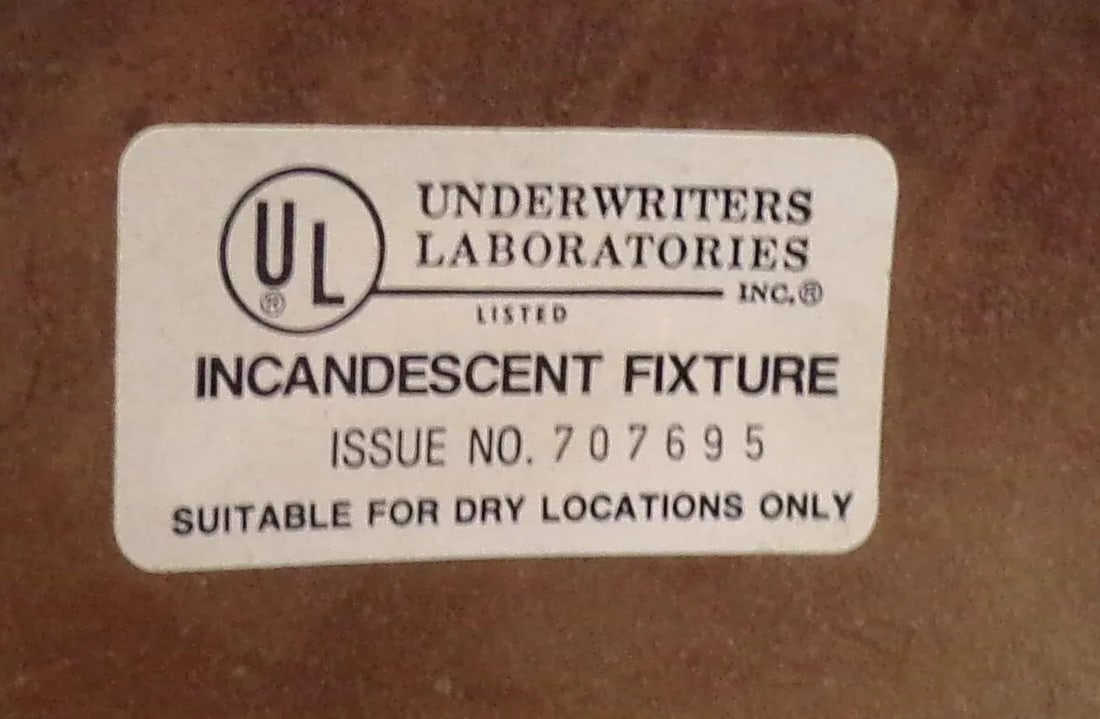 UL®
UNDERWRITERS
LABORATORIES
INC.®
LISTED
INCANDESCENT FIXTURE
ISSUE NO. 707695
SUITABLE FOR DRY LOCATIONS ONLY